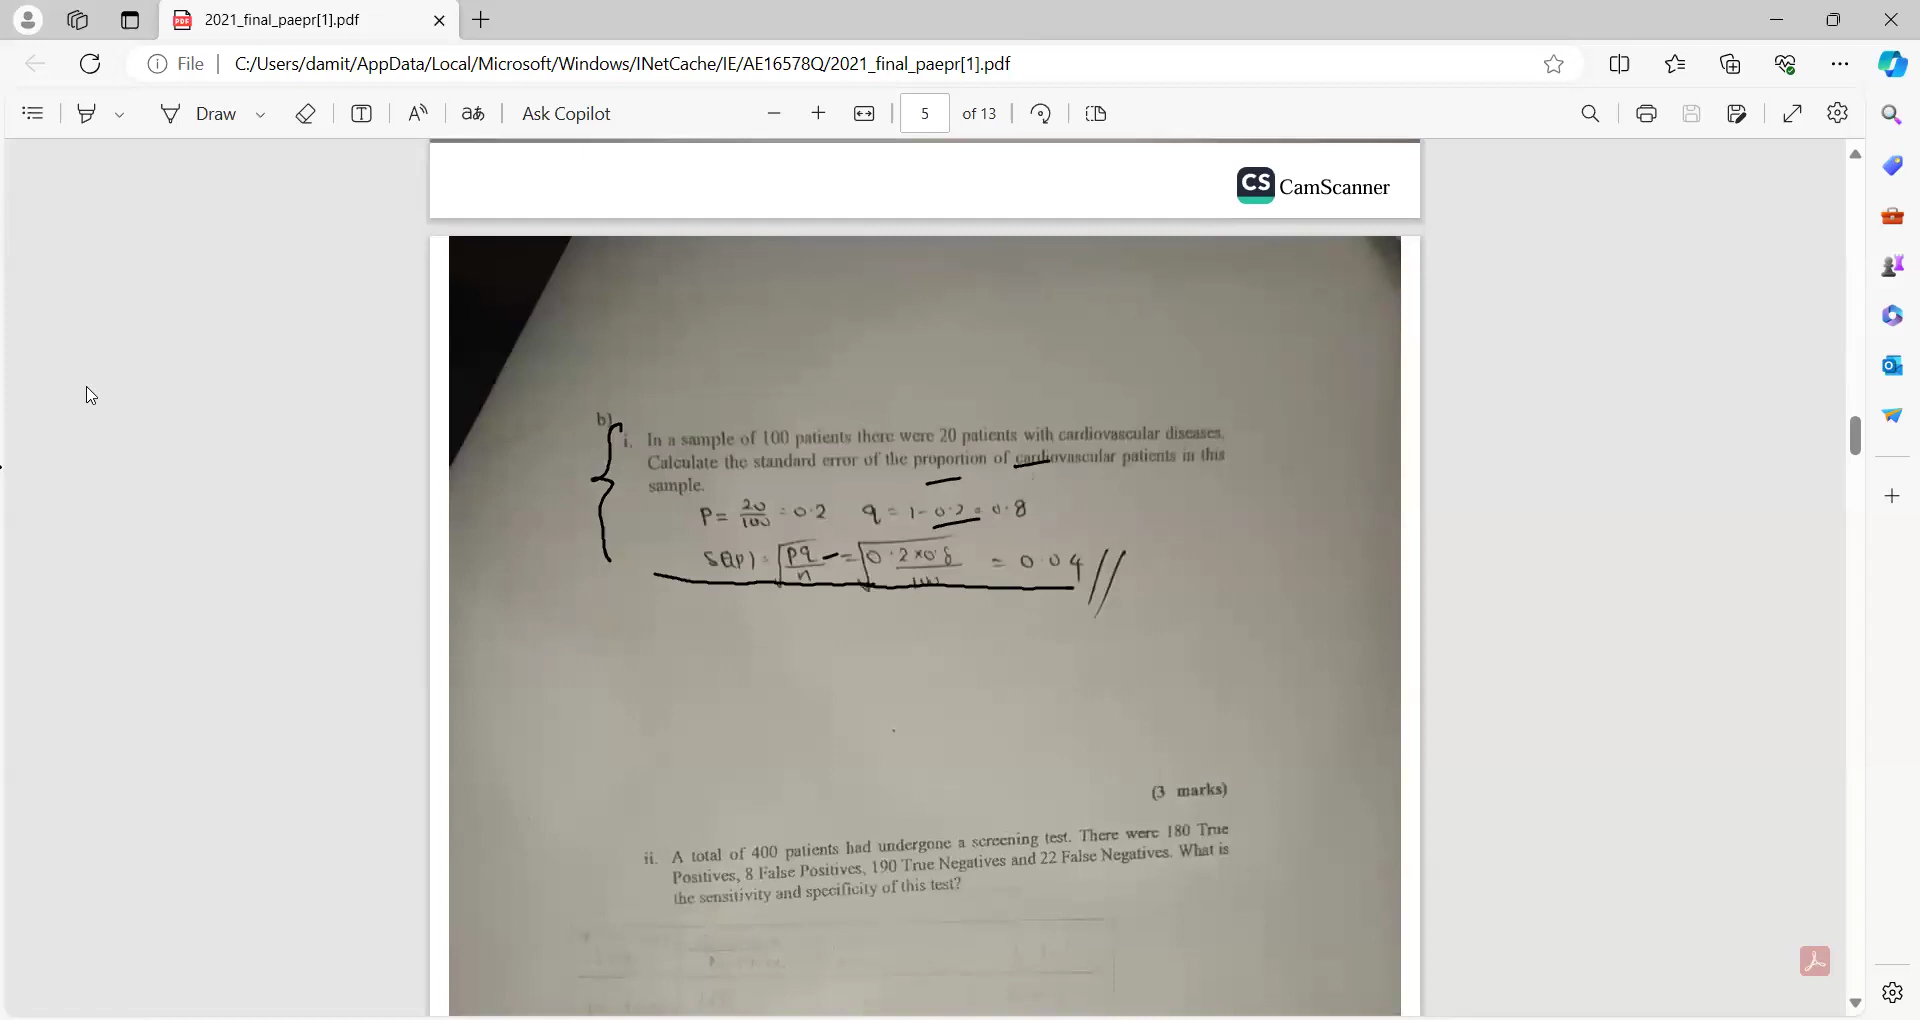 2021_final_paepr[1].pdf
File
C:/Users/damit/AppData/Local/Microsoft/Windows/INetCache/IE/AE16578Q/2021_final_paepr[1].pdf
Draw
aあ
Ask Copilot
5 of 13
CS CamScanner
b)
i. In a sample of 100 patients there were 20 patients with cardiovascular diseases.
Calculate the standard error of the proportion of cardiovascular patients in this
sample.
P = 20/100 = 0.2 q = 1 - 0.2 = 0.8
SE(P) = √pq/n = √0.2 x 0.8/100 = 0.04 //
(3 marks)
ii. A total of 400 patients had undergone a screening test. There were 180 True
Positives, 8 False Positives, 190 True Negatives and 22 False Negatives. What is
the sensitivity and specificity of this test?